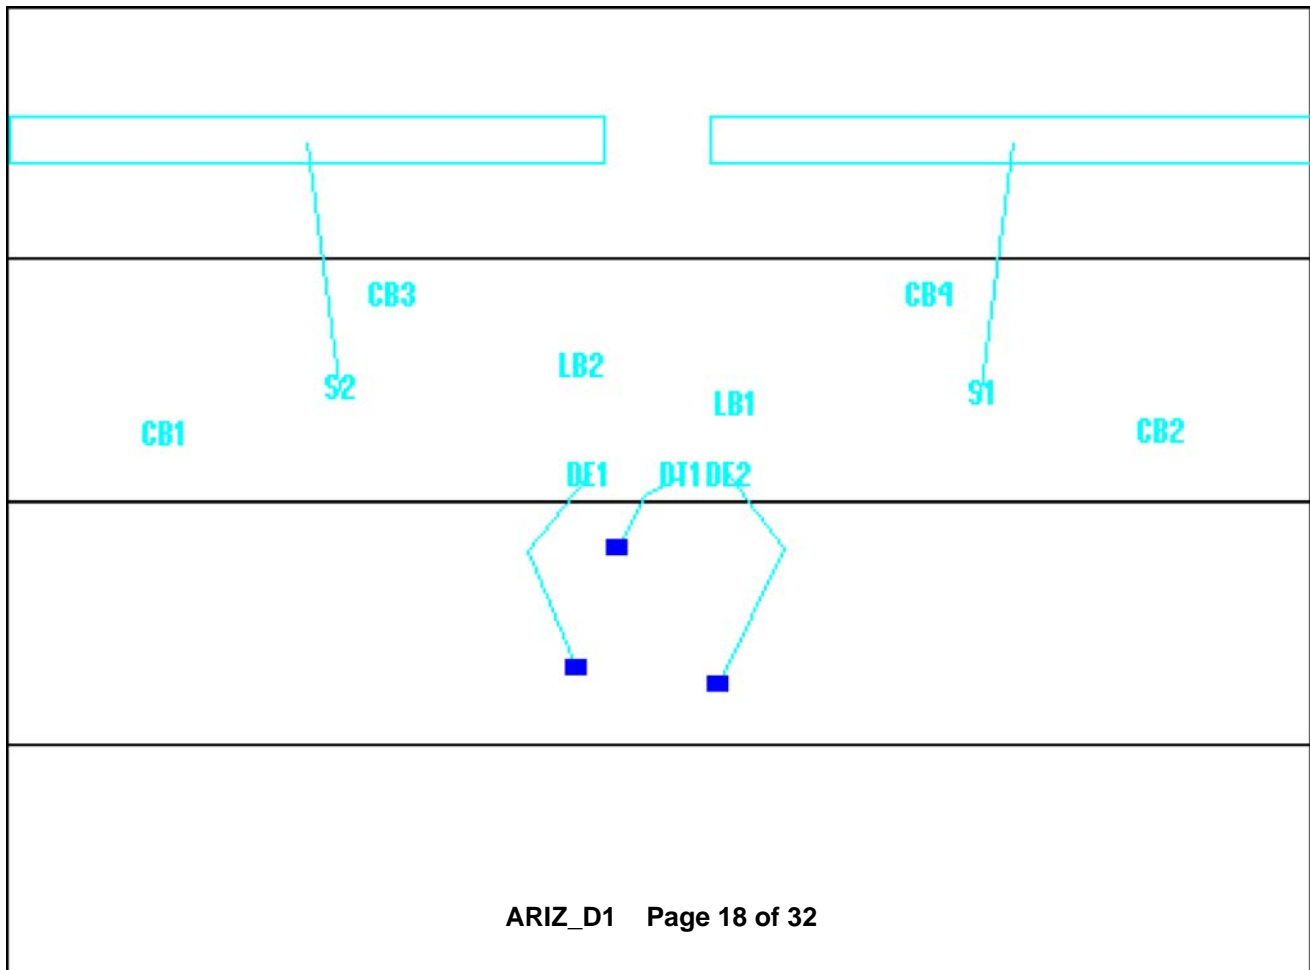 CB3 CB4
LB2
S2 S1
LB1
CB1 CB2
DE1 DT1 DE2
ARIZ_D1 Page 18 of 32